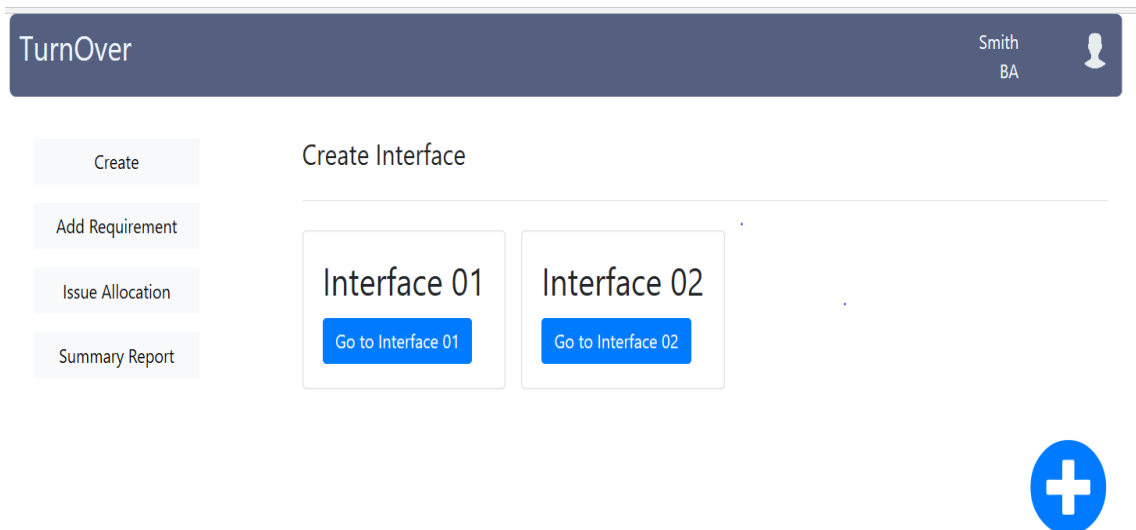 TurnOver
Smith
BA
Create
Add Requirement
Issue Allocation
Summary Report
Create Interface
Interface 01
Go to Interface 01
Interface 02
Go to Interface 02